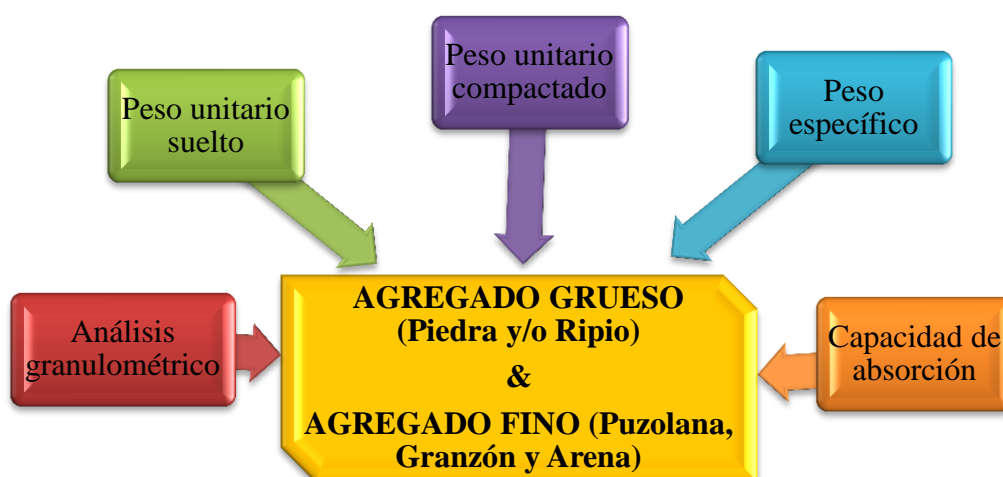 Peso unitario
suelto
Peso unitario
compactado
Peso
específico
Análisis
granulométrico
AGREGADO GRUESO
(Piedra y/o Ripio)
&
AGREGADO FINO (Puzolana,
Granzón y Arena)
Capacidad de
absorción